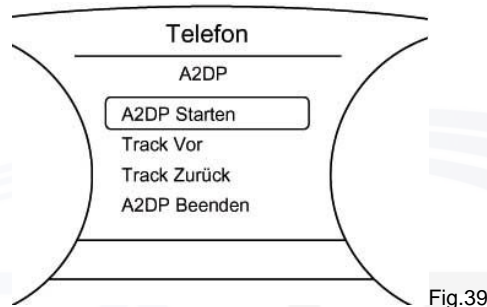 Telefon
A2DP
A2DP Starten
Track Vor
Track Zurück
A2DP Beenden
Fig.39